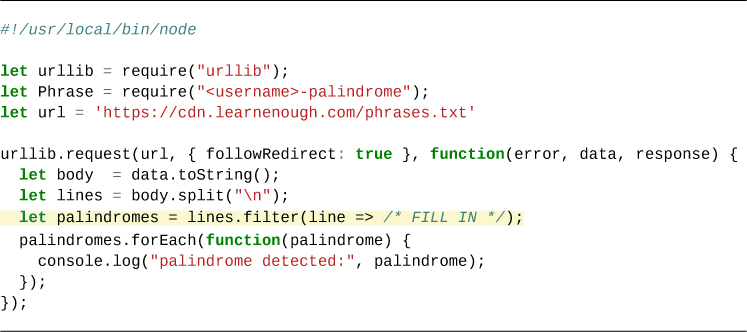 #!/usr/local/bin/node

let urllib = require("urllib");
let Phrase = require("<username>-palindrome");
let url = 'https://cdn.learnenough.com/phrases.txt'

urllib.request(url, { followRedirect: true }, function(error, data, response) {
  let body  = data.toString();
  let lines = body.split("\n");
  let palindromes = lines.filter(line => /* FILL IN */);
  palindromes.forEach(function(palindrome) {
    console.log("palindrome detected:", palindrome);
  });
});